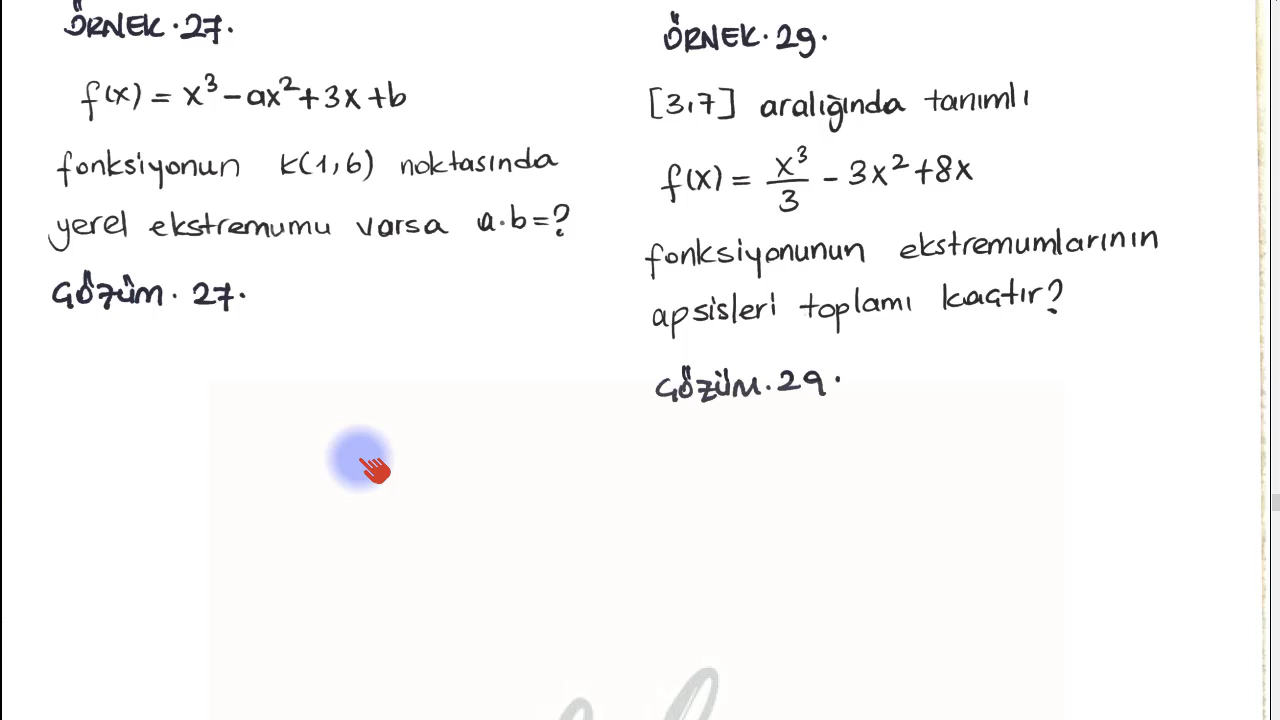 ÖRNEK.27.
f(x) = x³ - ax² + 3x + b
fonksiyonun K(1,6) noktasında
yerel ekstremumu varsa a.b=?
ÇÖZÜM.27.
ÖRNEK.29.
[3,7] aralığında tanımlı
f(x) = x³/3 - 3x² + 8x
fonksiyonunun ekstremumlarının
apsisleri toplamı kaçtır?
ÇÖZÜM.29.